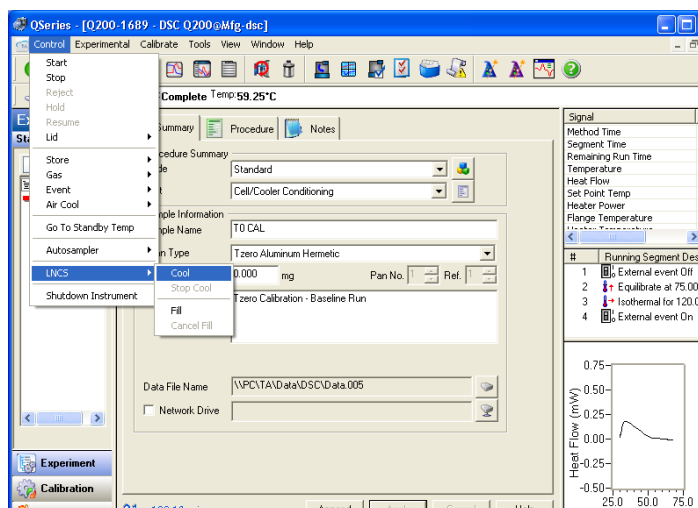 QSeries - [Q200-1689 - DSC Q200@Mfg-dsc]
Control Experimental Calibrate Tools View Window Help
Complete Temp:59.25°C
Start
Stop
Reject
Hold
Resume
Lid
Store
Gas
Event
Air Cool
Go To Standby Temp
Autosampler
LNCS
Shutdown Instrument
Cool
Stop Cool
Fill
Cancel Fill
Summary Procedure Notes
Procedure Summary
Standard
Cell/Cooler Conditioning
Sample Information
Sample Name T0 CAL
Pan Type Tzero Aluminum Hermetic
0.000 mg Pan No. 1 Ref. 1
Tzero Calibration - Baseline Run
Data File Name \\PC\TA\Data\DSC\Data.005
Network Drive
Experiment
Calibration
Signal
Method Time
Segment Time
Remaining Run Time
Temperature
Heat Flow
Set Point Temp
Heater Power
Flange Temperature
# Running Segment Des
1 External event Off
2 Equilibrate at 75.00
3 Isothermal for 120.0
4 External event On
Heat Flow (mW)
0.75
0.50
0.25
0.00
-0.25
-0.50
25.0 50.0 75.0